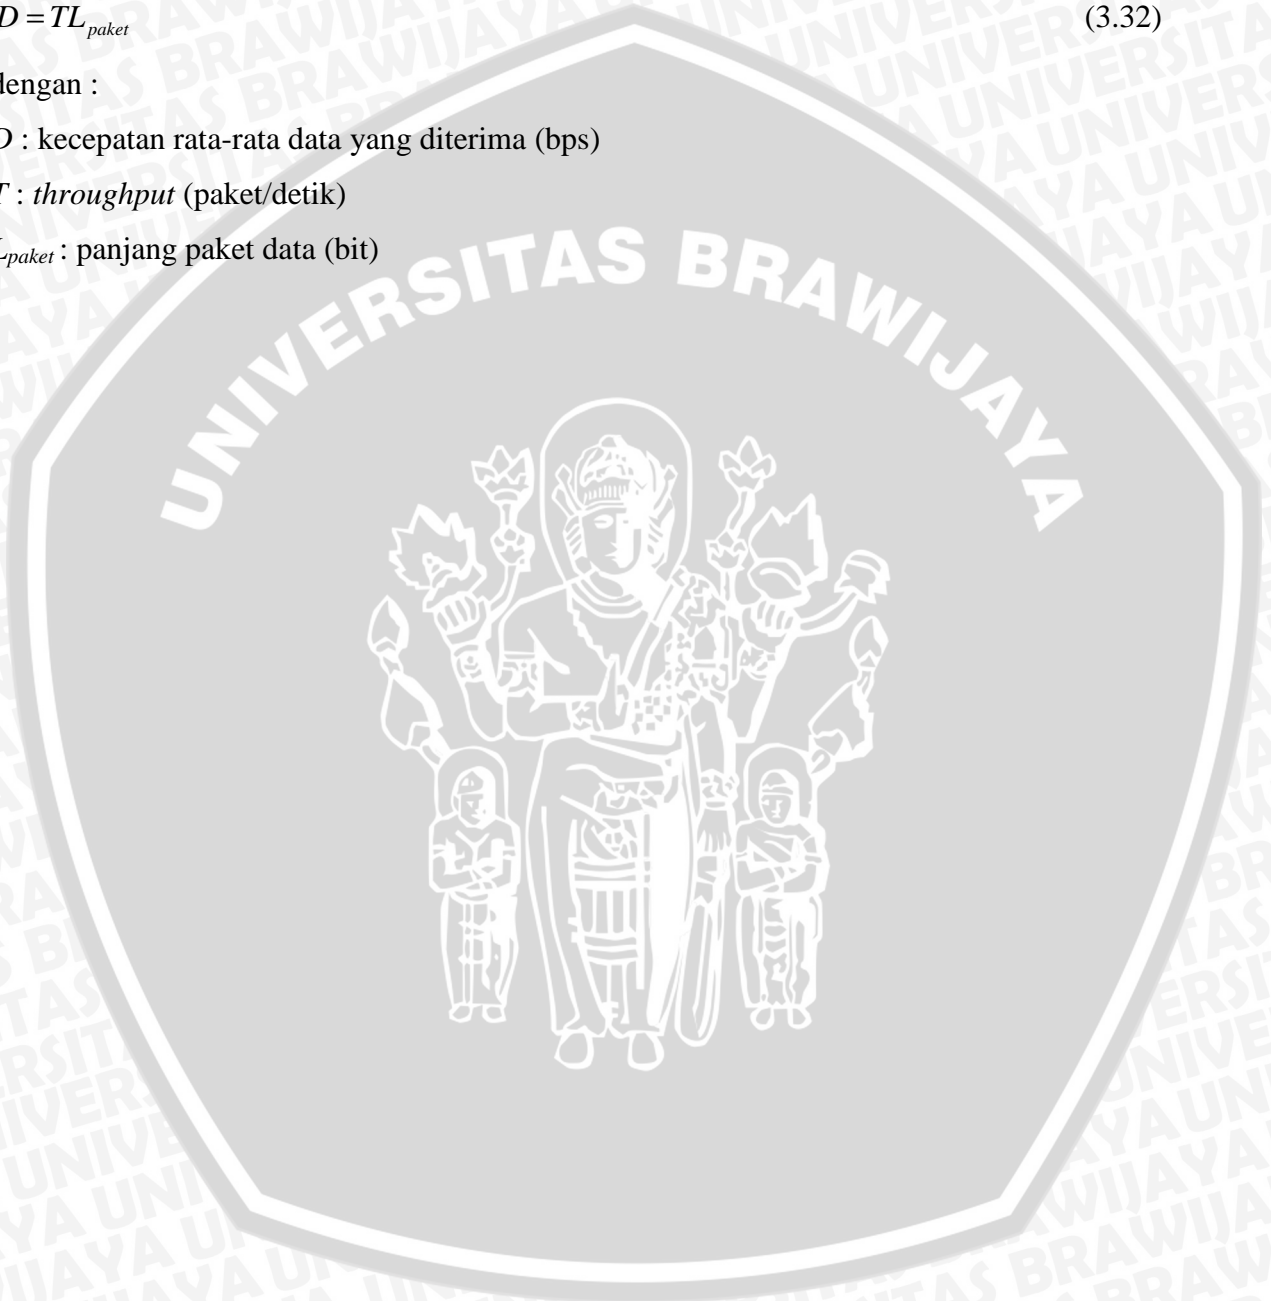 D = TL_paket (3.32)
dengan :
D : kecepatan rata-rata data yang diterima (bps)
T : throughput (paket/detik)
L_paket : panjang paket data (bit)
UNIVERSITAS BRAWIJAYA